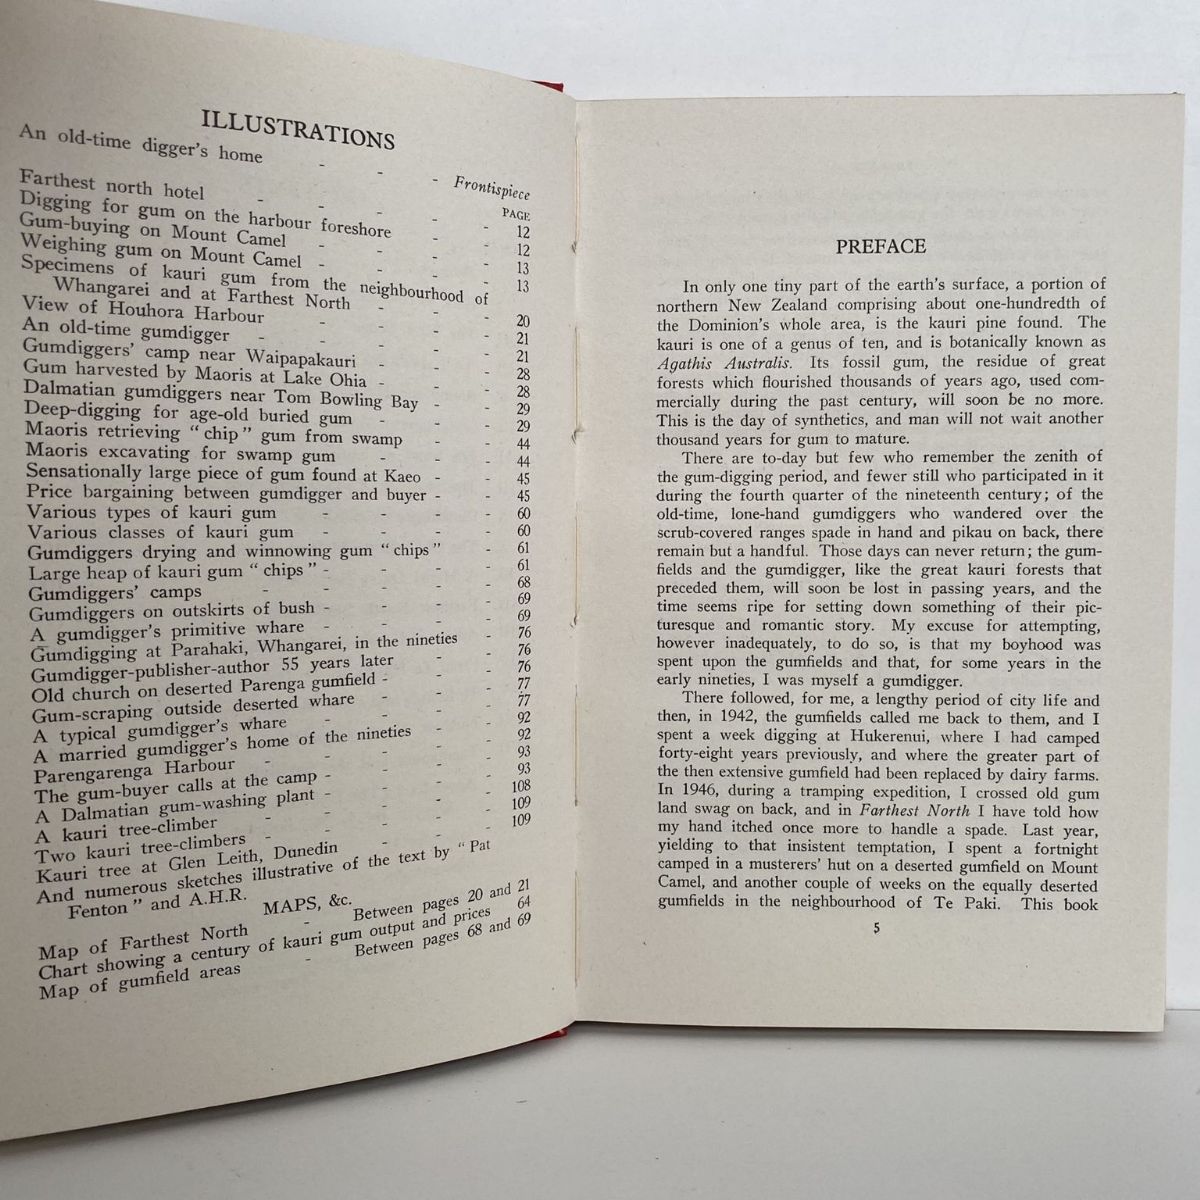 ILLUSTRATIONS
An old-time digger's home - - - Frontispiece
PAGE
Farthest north hotel - - - - - 12
Digging for gum on the harbour foreshore - - 12
Gum-buying on Mount Camel - - - - 13
Weighing gum on Mount Camel - - - - 13
Specimens of kauri gum from the neighbourhood of
Whangarei and at Farthest North - - - 20
View of Houhora Harbour - - - - 21
An old-time gumdigger - - - - - 21
Gumdiggers' camp near Waipapakauri - - - 28
Gum harvested by Maoris at Lake Ohia - - - 28
Dalmatian gumdiggers near Tom Bowling Bay - - 29
Deep-digging for age-old buried gum - - - 29
Maoris retrieving "chip" gum from swamp - - 44
Maoris excavating for swamp gum - - - 44
Sensationally large piece of gum found at Kaeo - - 45
Price bargaining between gumdigger and buyer - - 45
Various types of kauri gum - - - - 60
Various classes of kauri gum - - - - 60
Gumdiggers drying and winnowing gum "chips" - 61
Large heap of kauri gum "chips" - - - - 61
Gumdiggers' camps - - - - - 68
Gumdiggers on outskirts of bush - - - - 69
A gumdigger's primitive whare - - - - 69
Gumdigging at Parahaki, Whangarei, in the nineties - 76
Gumdigger-publisher-author 55 years later - - 76
Old church on deserted Parenga gumfield - - - 76
Gum-scraping outside deserted whare - - - 77
A typical gumdigger's whare - - - - 77
A married gumdigger's home of the nineties - - 92
Parengarenga Harbour - - - - - 92
The gum-buyer calls at the camp - - - - 93
A Dalmatian gum-washing plant - - - - 93
A kauri tree-climber - - - - - 108
Two kauri tree-climbers - - - - - 109
Kauri tree at Glen Leith, Dunedin - - - 109
And numerous sketches illustrative of the text by "Pat
Fenton" and A.H.R.
MAPS, &c.
Map of Farthest North - Between pages 20 and 21
Chart showing a century of kauri gum output and prices 64
Map of gumfield areas - Between pages 68 and 69
PREFACE
In only one tiny part of the earth's surface, a portion of
northern New Zealand comprising about one-hundredth of
the Dominion's whole area, is the kauri pine found. The
kauri is one of a genus of ten, and is botanically known as
Agathis Australis. Its fossil gum, the residue of great
forests which flourished thousands of years ago, used com-
mercially during the past century, will soon be no more.
This is the day of synthetics, and man will not wait another
thousand years for gum to mature.
There are to-day but few who remember the zenith of
the gum-digging period, and fewer still who participated in it
during the fourth quarter of the nineteenth century; of the
old-time, lone-hand gumdiggers who wandered over the
scrub-covered ranges spade in hand and pikau on back, there
remain but a handful. Those days can never return; the gum-
fields and the gumdigger, like the great kauri forests that
preceded them, will soon be lost in passing years, and the
time seems ripe for setting down something of their pic-
turesque and romantic story. My excuse for attempting,
however inadequately, to do so, is that my boyhood was
spent upon the gumfields and that, for some years in the
early nineties, I was myself a gumdigger.
There followed, for me, a lengthy period of city life and
then, in 1942, the gumfields called me back to them, and I
spent a week digging at Hukerenui, where I had camped
forty-eight years previously, and where the greater part of
the then extensive gumfield had been replaced by dairy farms.
In 1946, during a tramping expedition, I crossed old gum
land swag on back, and in Farthest North I have told how
my hand itched once more to handle a spade. Last year,
yielding to that insistent temptation, I spent a fortnight
camped in a musterers' hut on a deserted gumfield on Mount
Camel, and another couple of weeks on the equally deserted
gumfields in the neighbourhood of Te Paki. This book
5